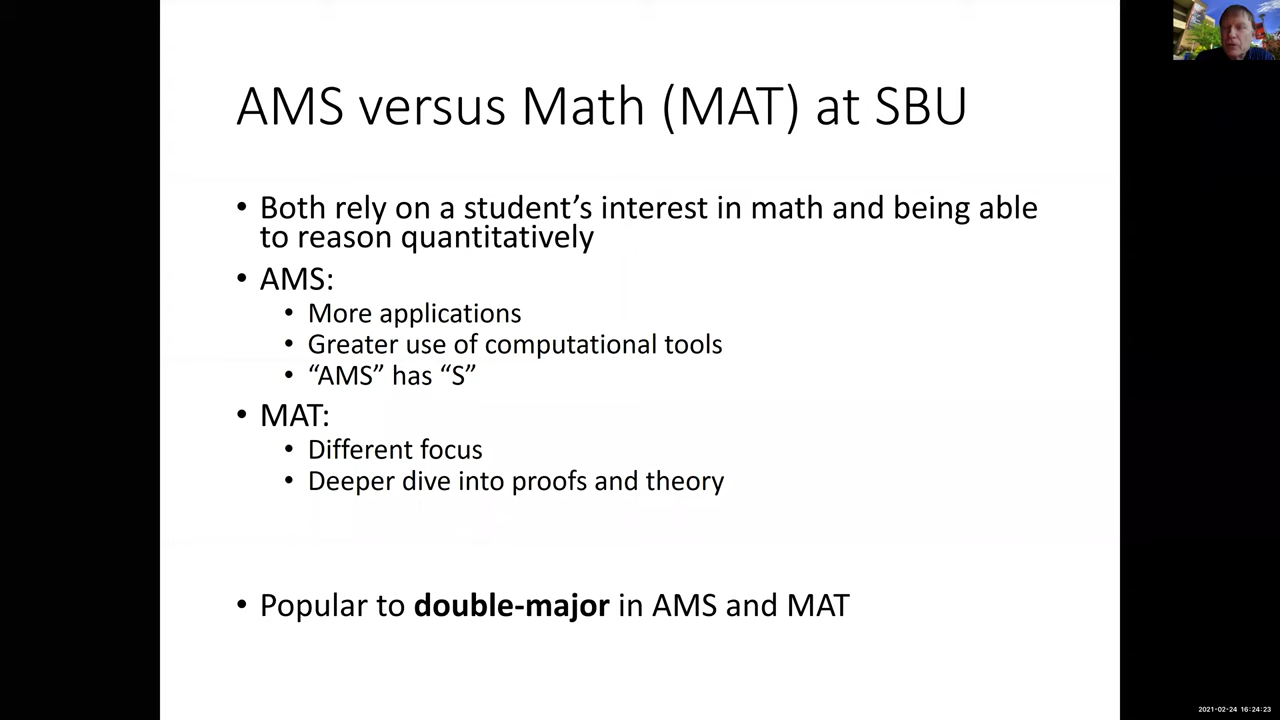 AMS versus Math (MAT) at SBU
• Both rely on a student’s interest in math and being able
to reason quantitatively
• AMS:
• More applications
• Greater use of computational tools
• “AMS” has “S”
• MAT:
• Different focus
• Deeper dive into proofs and theory
• Popular to double-major in AMS and MAT
2021-02-24 16:24:23